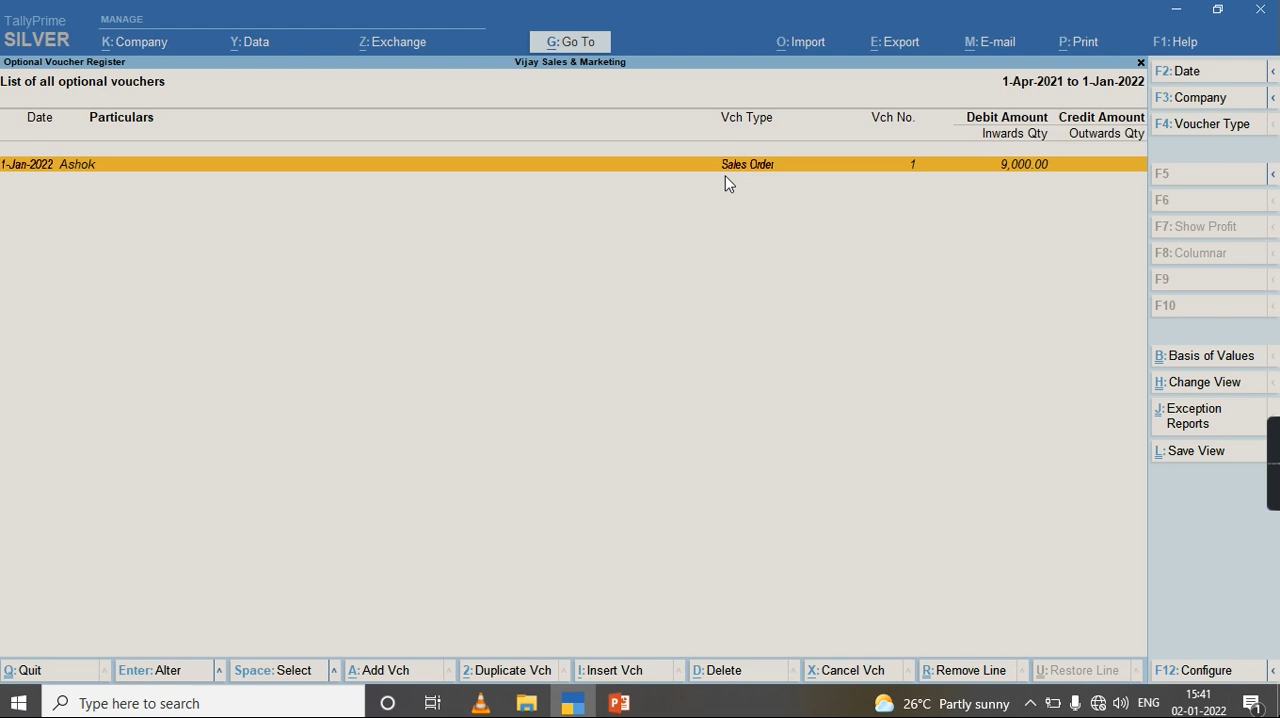 TallyPrime MANAGE
SILVER K: Company Y: Data Z: Exchange G: Go To O: Import E: Export M: E-mail P: Print F1: Help
Optional Voucher Register Vijay Sales & Marketing
List of all optional vouchers 1-Apr-2021 to 1-Jan-2022
Date Particulars Vch Type Vch No. Debit Amount Credit Amount
Inwards Qty Outwards Qty
1-Jan-2022 Ashok Sales Order 1 9,000.00
F2: Date
F3: Company
F4: Voucher Type
F5
F6
F7: Show Profit
F8: Columnar
F9
F10
B: Basis of Values
H: Change View
J: Exception
Reports
L: Save View
Q: Quit Enter: Alter Space: Select A: Add Vch 2: Duplicate Vch I: Insert Vch D: Delete X: Cancel Vch R: Remove Line U: Restore Line F12: Configure
Type here to search 26°C Partly sunny ENG 15:41
02-01-2022 1